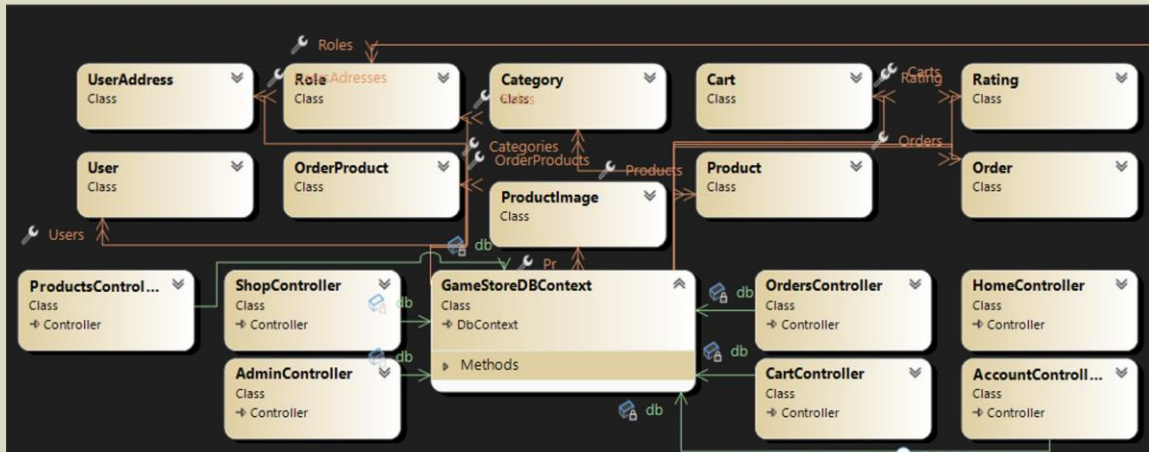 Roles
UserAddress
Class
Role
Class
Category
Class
Cart
Class
Carts
Rating
Rating
Class
Categories
OrderProducts
Orders
User
Class
OrderProduct
Class
Products
Product
Class
Order
Class
ProductImage
Class
Users
db
Pr
ProductsControl...
Class
Controller
ShopController
Class
Controller
db
GameStoreDBContext
Class
DbContext
Methods
db
OrdersController
Class
Controller
HomeController
Class
Controller
AdminController
Class
Controller
db
db
CartController
Class
Controller
AccountControll...
Class
Controller
db